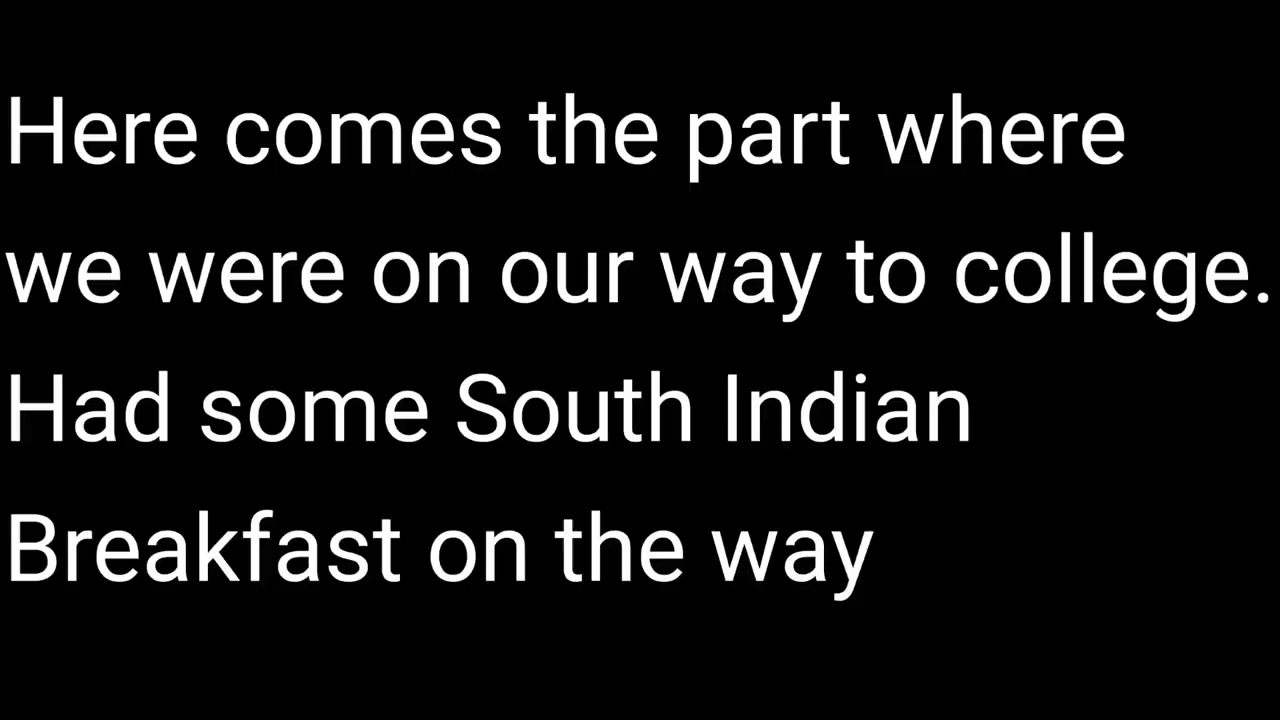 Here comes the part where
we were on our way to college.
Had some South Indian
Breakfast on the way